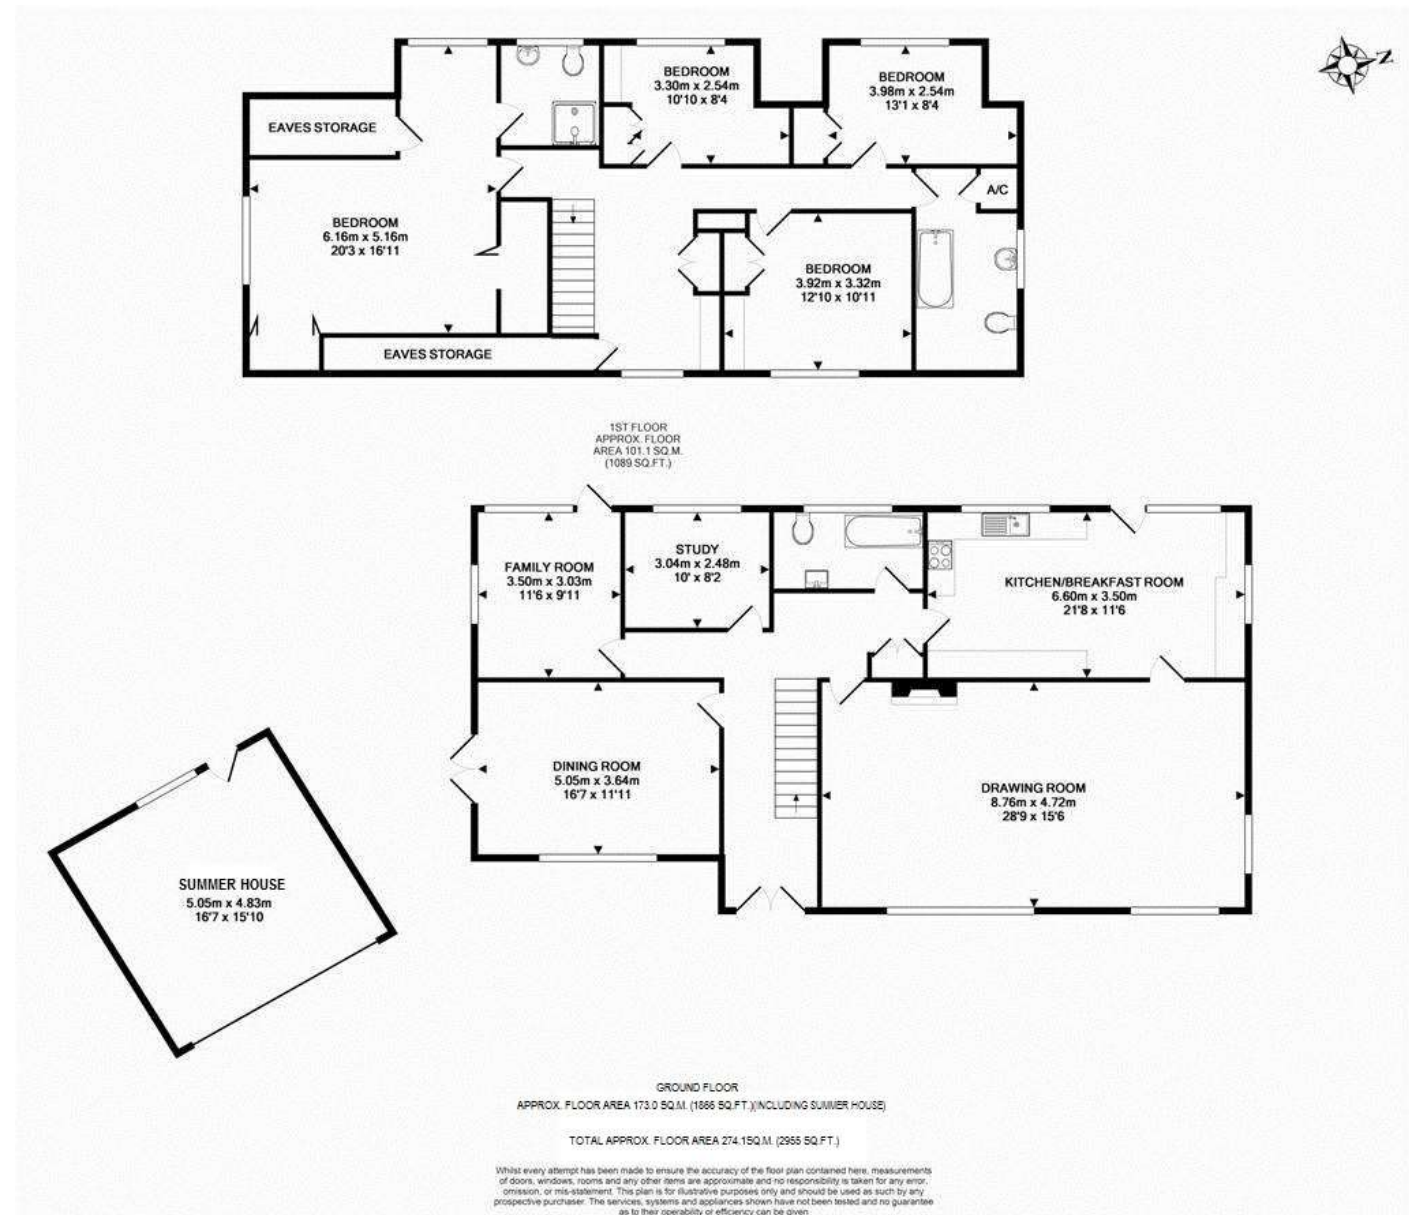 N
EAVES STORAGE
BEDROOM
3.30m x 2.54m
10'10 x 8'4
BEDROOM
3.98m x 2.54m
13'1 x 8'4
A/C
BEDROOM
6.16m x 5.16m
20'3 x 16'11
BEDROOM
3.92m x 3.32m
12'10 x 10'11
EAVES STORAGE
1ST FLOOR
APPROX. FLOOR
AREA 101.1 SQ.M.
(1089 SQ.FT.)
FAMILY ROOM
3.50m x 3.03m
11'6 x 9'11
STUDY
3.04m x 2.48m
10' x 8'2
KITCHEN/BREAKFAST ROOM
6.60m x 3.50m
21'8 x 11'6
DINING ROOM
5.05m x 3.64m
16'7 x 11'11
DRAWING ROOM
8.76m x 4.72m
28'9 x 15'6
SUMMER HOUSE
5.05m x 4.83m
16'7 x 15'10
GROUND FLOOR
APPROX. FLOOR AREA 173.0 SQ.M. (1866 SQ.FT.)(INCLUDING SUMMER HOUSE)
TOTAL APPROX. FLOOR AREA 274.1SQ.M. (2955 SQ.FT.)
Whilst every attempt has been made to ensure the accuracy of the floor plan contained here, measurements
of doors, windows, rooms and any other items are approximate and no responsibility is taken for any error,
omission, or mis-statement. This plan is for illustrative purposes only and should be used as such by any
prospective purchaser. The services, systems and appliances shown have not been tested and no guarantee
as to their operability or efficiency can be given